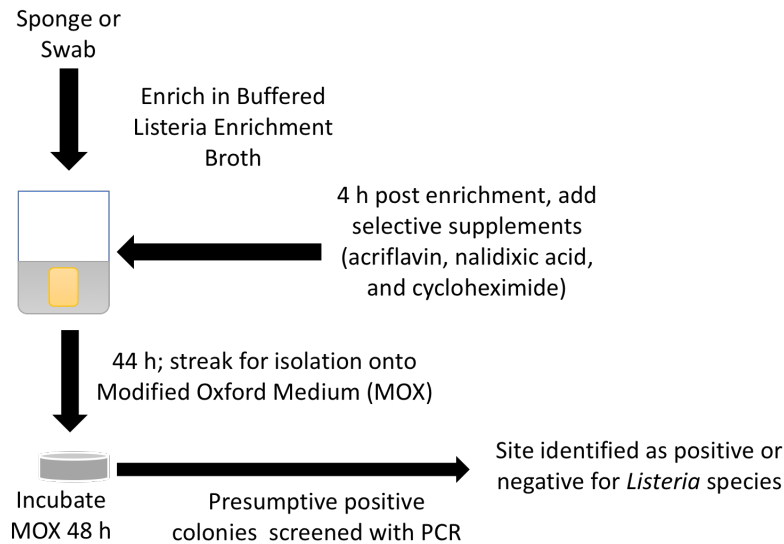 Sponge or
Swab
Enrich in Buffered
Listeria Enrichment
Broth
4 h post enrichment, add
selective supplements
(acriflavin, nalidixic acid,
and cycloheximide)
44 h; streak for isolation onto
Modified Oxford Medium (MOX)
Incubate
MOX 48 h
Presumptive positive
colonies screened with PCR
Site identified as positive or
negative for Listeria species